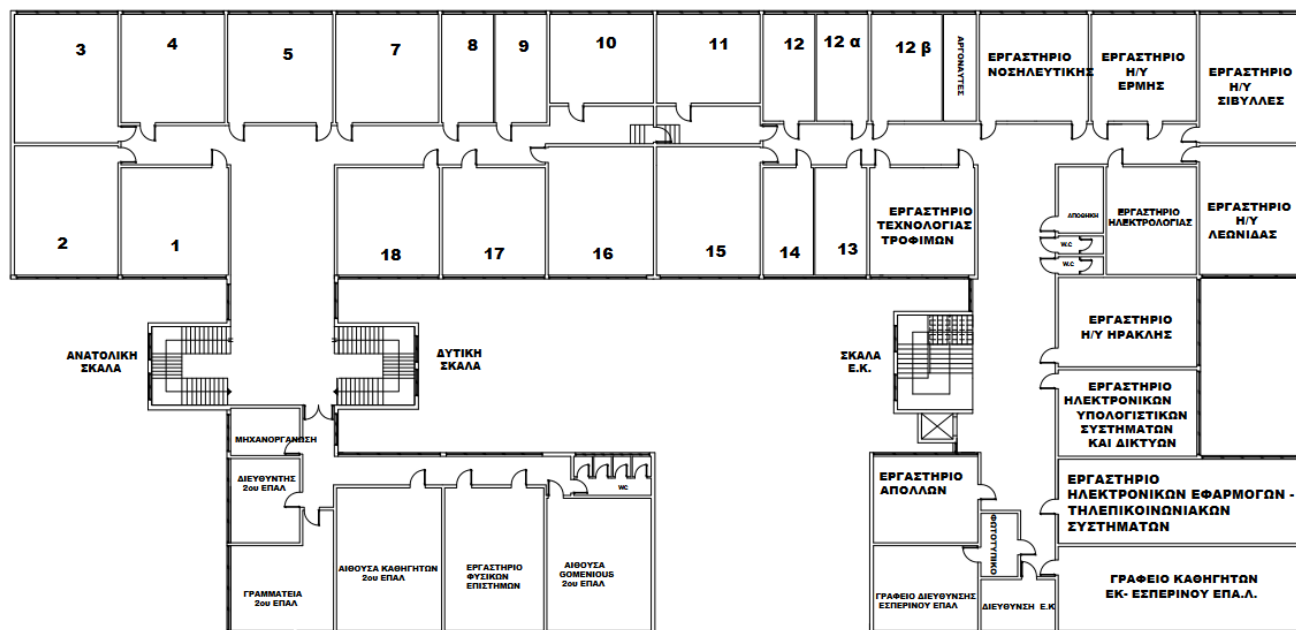 3
4
5
7
8
9
10
11
12
12 α
12 β
ΑΡΓΟΝΑΥΤΕΣ
ΕΡΓΑΣΤΗΡΙΟ
ΝΟΣΗΛΕΥΤΙΚΗΣ
ΕΡΓΑΣΤΗΡΙΟ
Η/Υ
ΕΡΜΗΣ
ΕΡΓΑΣΤΗΡΙΟ
Η/Υ
ΣΙΒΥΛΛΕΣ
2
1
18
17
16
15
14
13
ΕΡΓΑΣΤΗΡΙΟ
ΤΕΧΝΟΛΟΓΙΑΣ
ΤΡΟΦΙΜΩΝ
ΑΠΟΘΗΚΗ
W.C
W.C
ΕΡΓΑΣΤΗΡΙΟ
ΗΛΕΚΤΡΟΛΟΓΙΑΣ
ΕΡΓΑΣΤΗΡΙΟ
Η/Υ
ΛΕΩΝΙΔΑΣ
ΑΝΑΤΟΛΙΚΗ
ΣΚΑΛΑ
ΔΥΤΙΚΗ
ΣΚΑΛΑ
ΣΚΑΛΑ
Ε.Κ.
ΕΡΓΑΣΤΗΡΙΟ
Η/Υ ΗΡΑΚΛΗΣ
ΕΡΓΑΣΤΗΡΙΟ
ΗΛΕΚΤΡΟΝΙΚΩΝ
ΥΠΟΛΟΓΙΣΤΙΚΩΝ
ΣΥΣΤΗΜΑΤΩΝ
ΚΑΙ ΔΙΚΤΥΩΝ
ΜΗΧΑΝΟΡΓΑΝΩΣΗ
ΔΙΕΥΘΥΝΤΗΣ
2ου ΕΠΑΛ
WC
ΕΡΓΑΣΤΗΡΙΟ
ΑΠΟΛΛΩΝ
ΕΡΓΑΣΤΗΡΙΟ
ΗΛΕΚΤΡΟΝΙΚΩΝ ΕΦΑΡΜΟΓΩΝ -
ΤΗΛΕΠΙΚΟΙΝΩΝΙΑΚΩΝ
ΣΥΣΤΗΜΑΤΩΝ
ΦΩΤΟΤΥΠΙΚΟ
ΓΡΑΜΜΑΤΕΙΑ
2ου ΕΠΑΛ
ΑΙΘΟΥΣΑ ΚΑΘΗΓΗΤΩΝ
2ου ΕΠΑΛ
ΕΡΓΑΣΤΗΡΙΟ
ΦΥΣΙΚΩΝ
ΕΠΙΣΤΗΜΩΝ
ΑΙΘΟΥΣΑ
GOMENIOUS
2ου ΕΠΑΛ
ΓΡΑΦΕΙΟ ΔΙΕΥΘΥΝΣΗΣ
ΕΣΠΕΡΙΝΟΥ ΕΠΑΛ
ΔΙΕΥΘΥΝΣΗ Ε.Κ
ΓΡΑΦΕΙΟ ΚΑΘΗΓΗΤΩΝ
ΕΚ- ΕΣΠΕΡΙΝΟΥ ΕΠΑ.Λ.